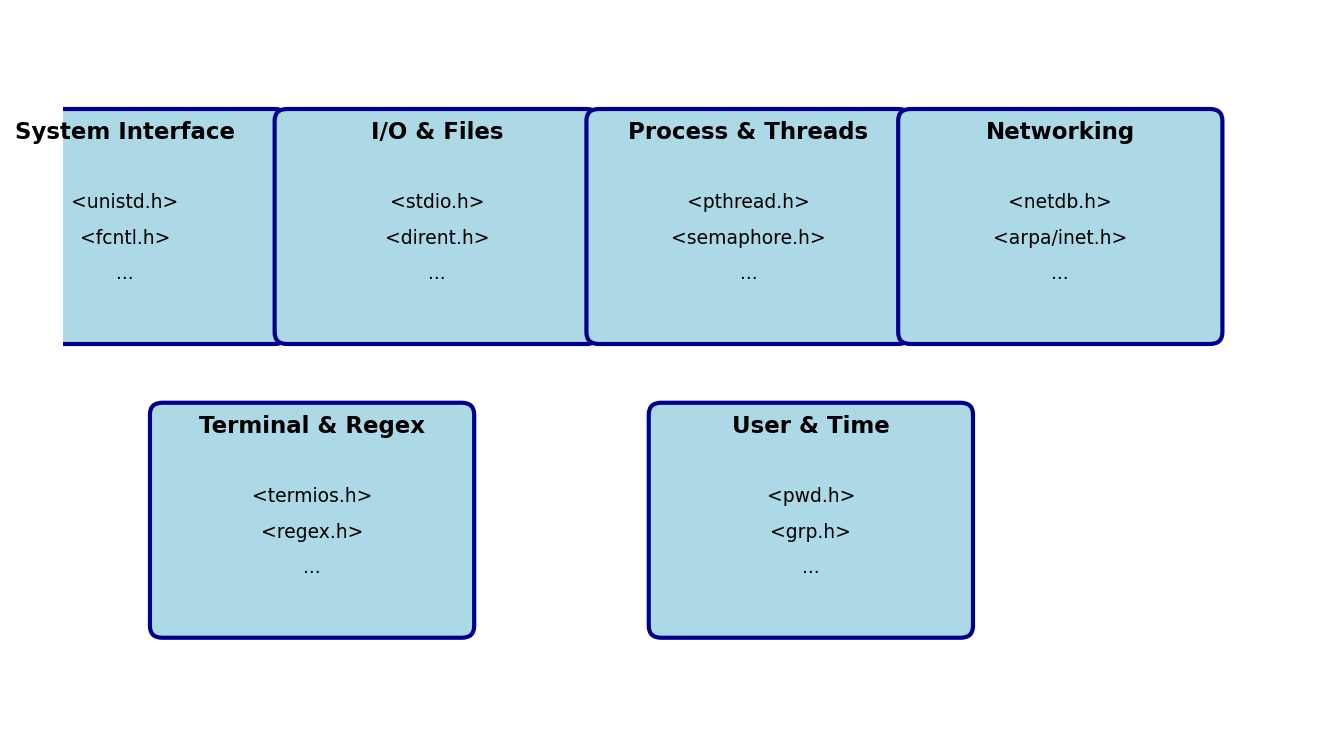 System Interface
<unistd.h>
<fcntl.h>
...
I/O & Files
<stdio.h>
<dirent.h>
...
Process & Threads
<pthread.h>
<semaphore.h>
...
Networking
<netdb.h>
<arpa/inet.h>
...
Terminal & Regex
<termios.h>
<regex.h>
...
User & Time
<pwd.h>
<grp.h>
...